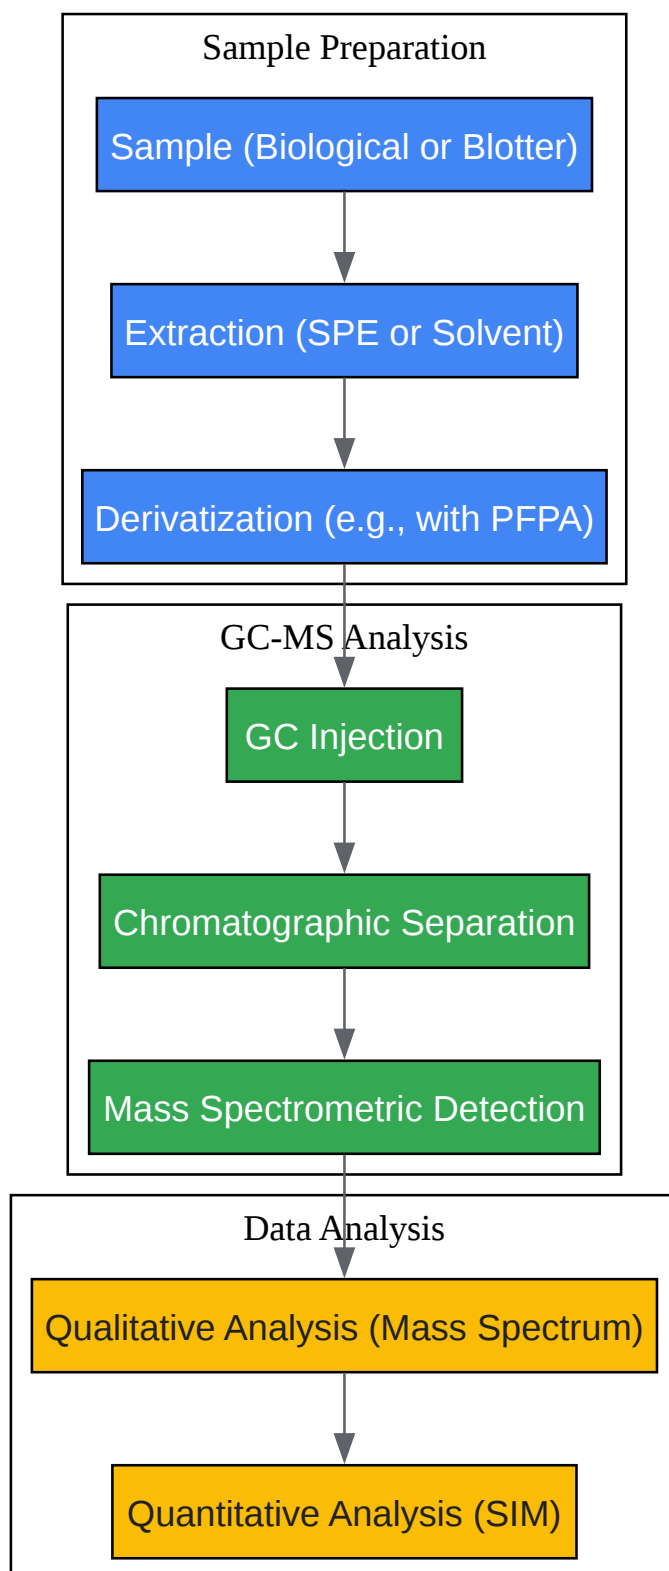 Sample Preparation
Sample (Biological or Blotter)
Extraction (SPE or Solvent)
Derivatization (e.g., with PFPA)
GC-MS Analysis
GC Injection
Chromatographic Separation
Mass Spectrometric Detection
Data Analysis
Qualitative Analysis (Mass Spectrum)
Quantitative Analysis (SIM)